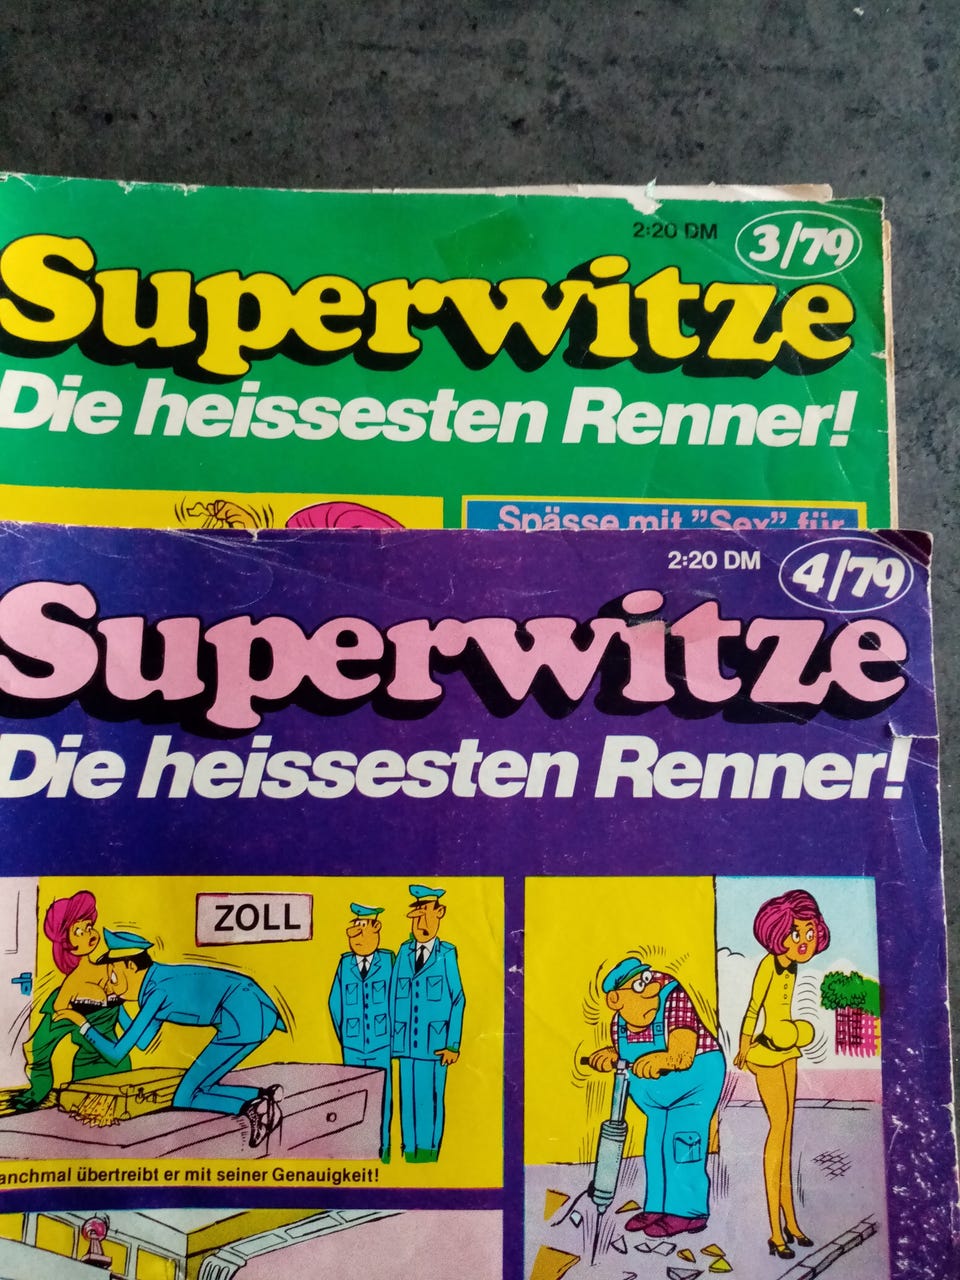 2:20 DM 3/79
Superwitze
Die heissesten Renner!
Spässe mit "Sex" für
2:20 DM 4/79
Superwitze
Die heissesten Renner!
ZOLL
anchmal übertreibt er mit seiner Genauigkeit!